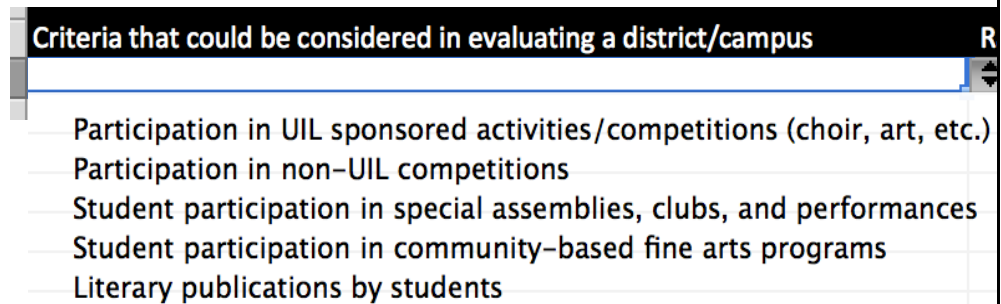 Criteria that could be considered in evaluating a district/campus R
Participation in UIL sponsored activities/competitions (choir, art, etc.)
Participation in non-UIL competitions
Student participation in special assemblies, clubs, and performances
Student participation in community-based fine arts programs
Literary publications by students